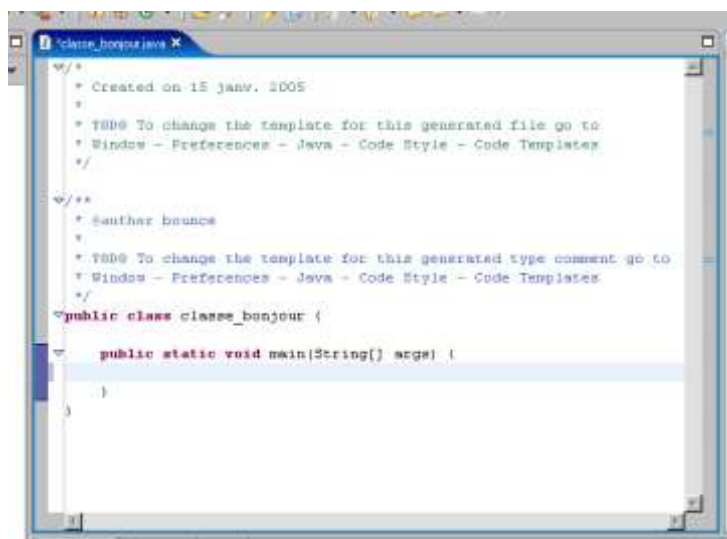 *classe_bonjour.java
/*
* Created on 15 janv. 2005
*
* TODO To change the template for this generated file go to
* Window - Preferences - Java - Code Style - Code Templates
*/
/**
* @author bounce
*
* TODO To change the template for this generated type comment go to
* Window - Preferences - Java - Code Style - Code Templates
*/
public class classe_bonjour {
public static void main(String[] args) {
}
}